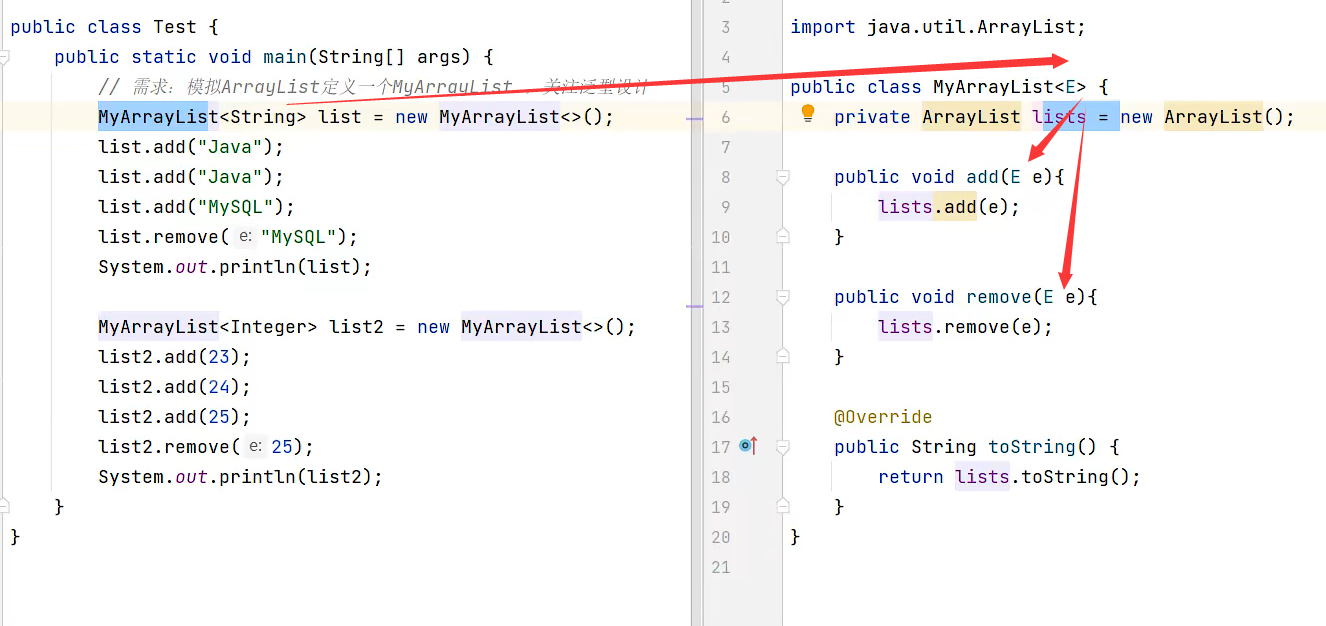 public class Test {
public static void main(String[] args) {
// 需求：模拟ArrayList定义一个MyArrayList ，关注泛型设计
MyArrayList<String> list = new MyArrayList<>();
list.add("Java");
list.add("Java");
list.add("MySQL");
list.remove( e: "MySQL");
System.out.println(list);
MyArrayList<Integer> list2 = new MyArrayList<>();
list2.add(23);
list2.add(24);
list2.add(25);
list2.remove( e: 25);
System.out.println(list2);
}
}
3 import java.util.ArrayList;
4
5 public class MyArrayList<E> {
6 private ArrayList lists = new ArrayList();
7
8 public void add(E e){
9 lists.add(e);
10 }
11
12 public void remove(E e){
13 lists.remove(e);
14 }
15
16 @Override
17 public String toString() {
18 return lists.toString();
19 }
20 }
21